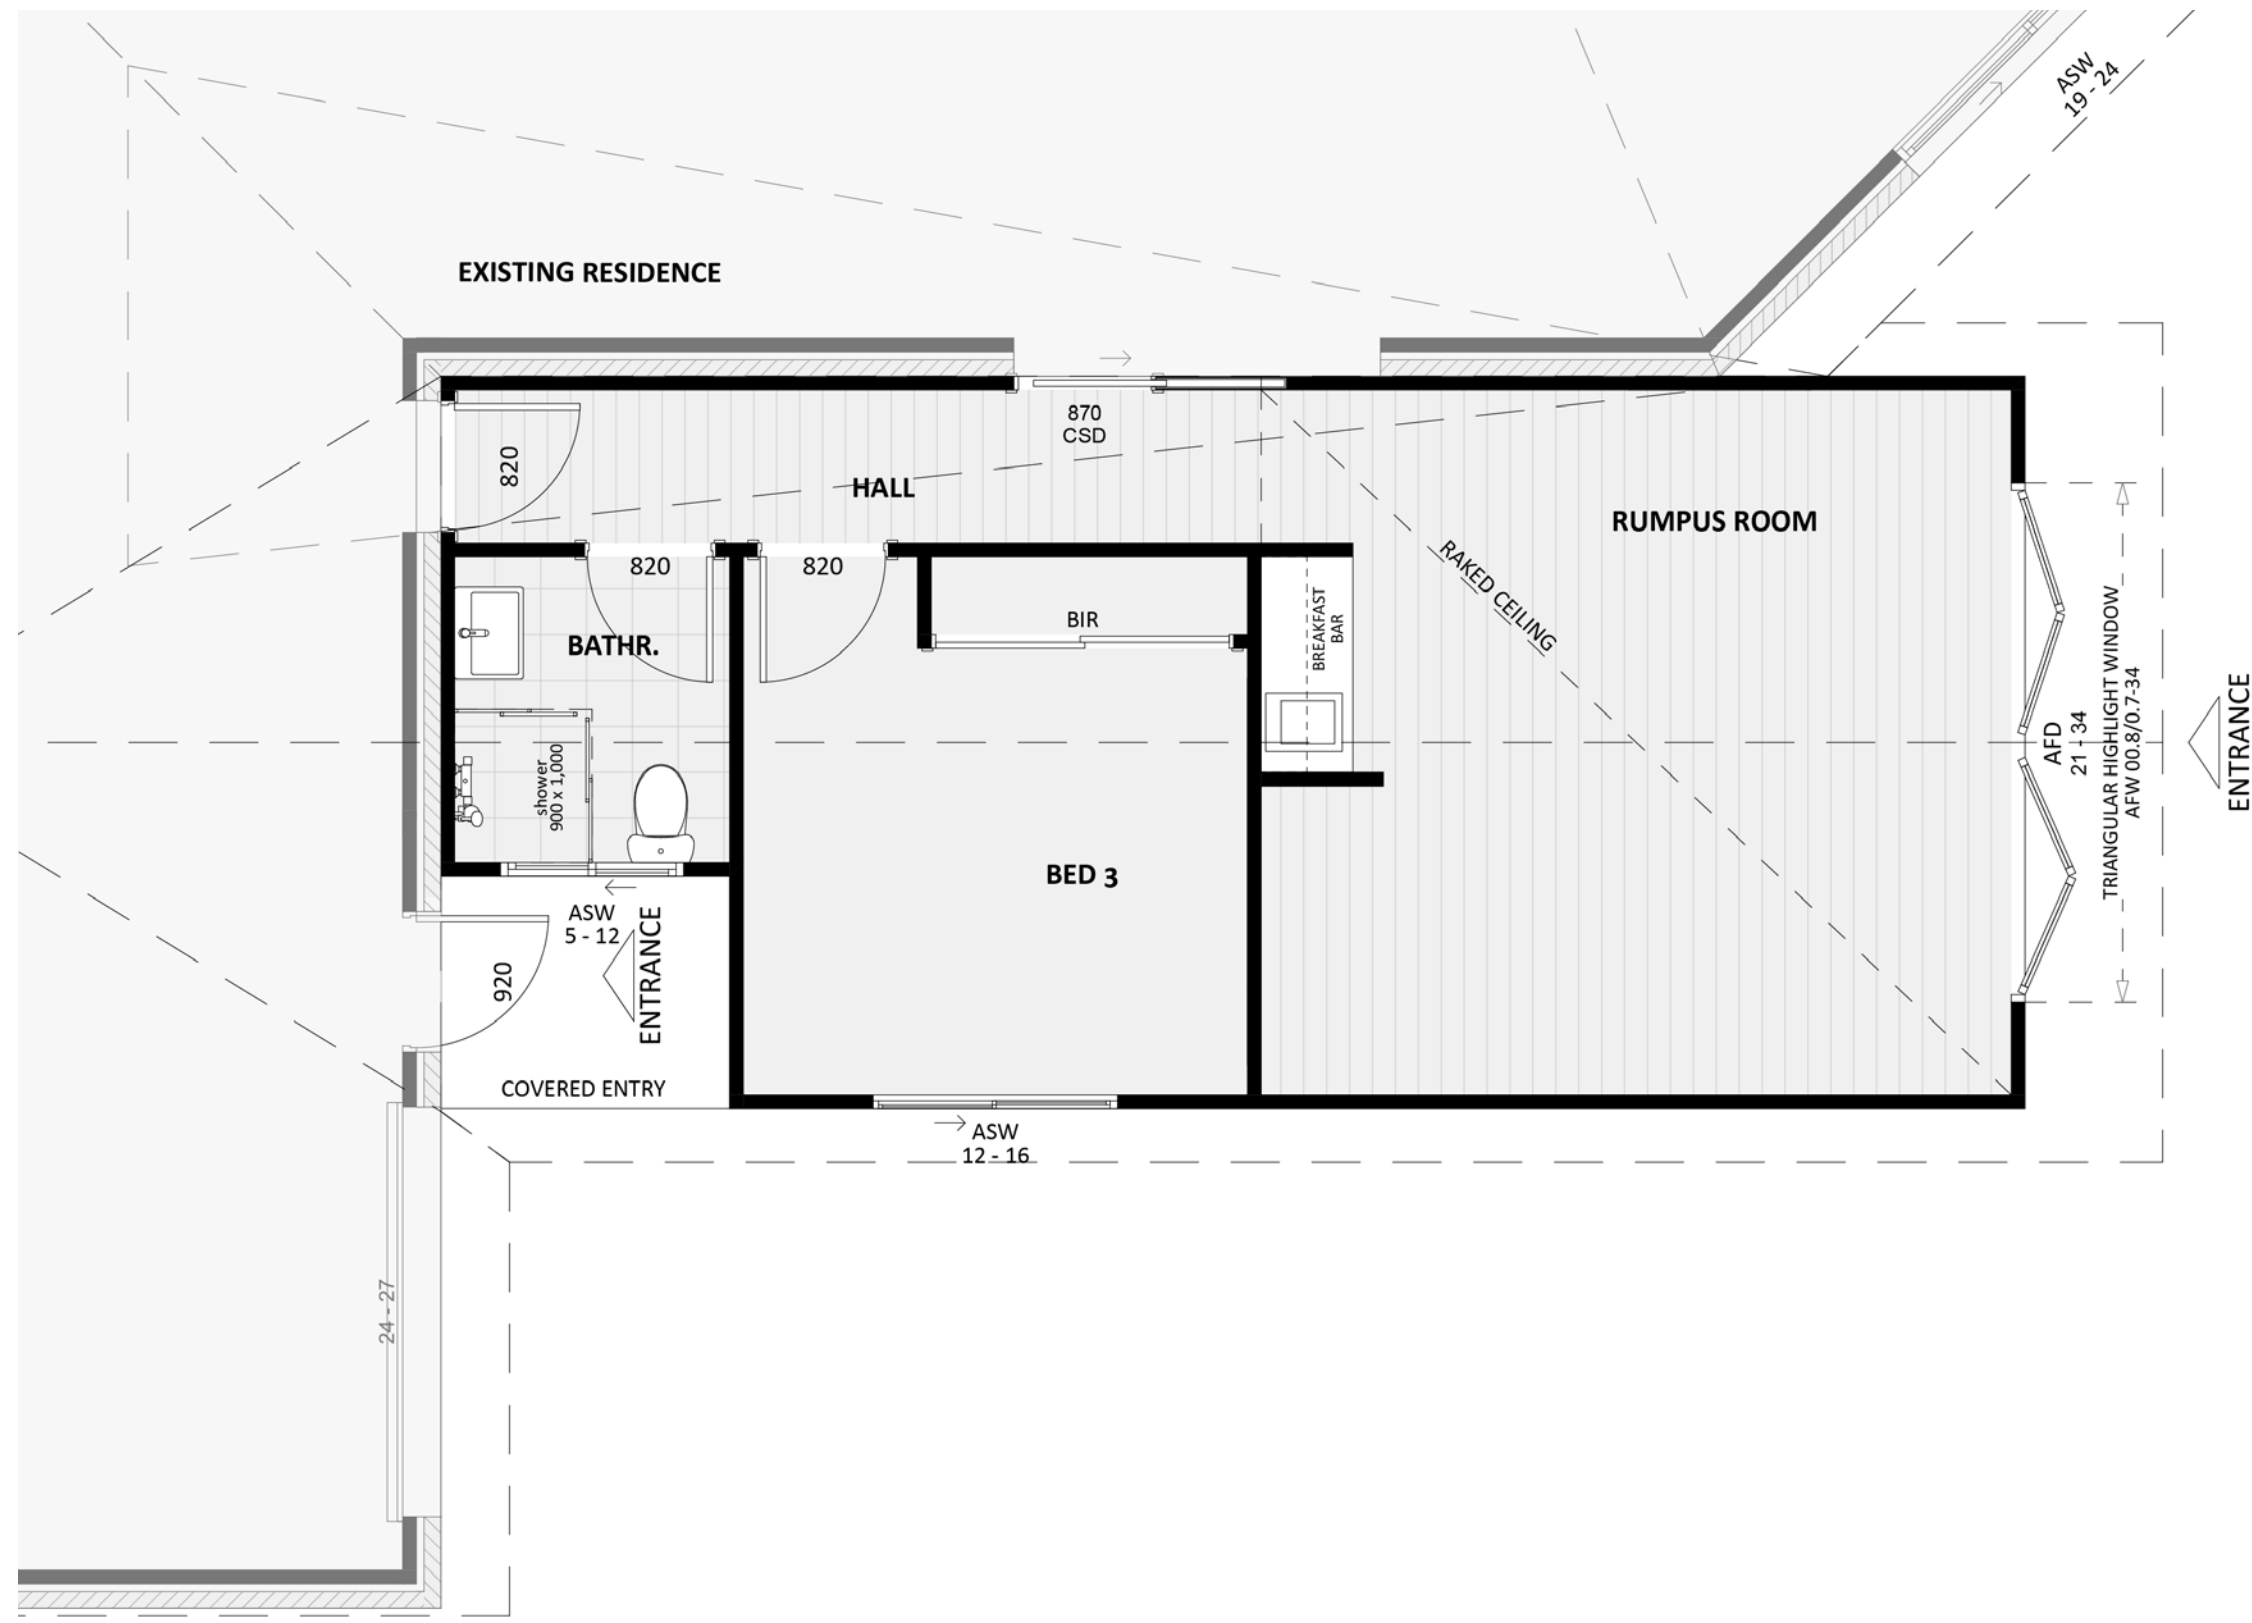 ASW
19 - 24
EXISTING RESIDENCE
870
CSD
820
HALL
RUMPUS ROOM
820
820
RAKED CEILING
BIR
BREAKFAST
BAR
BATHR.
TRIANGULAR HIGHLIGHT WINDOW
AFW 00.8/0.7-34
AFD
21 - 34
ENTRANCE
shower
900 x 1,000
BED 3
ASW
5 - 12
ENTRANCE
920
COVERED ENTRY
ASW
12 - 16
24 - 27